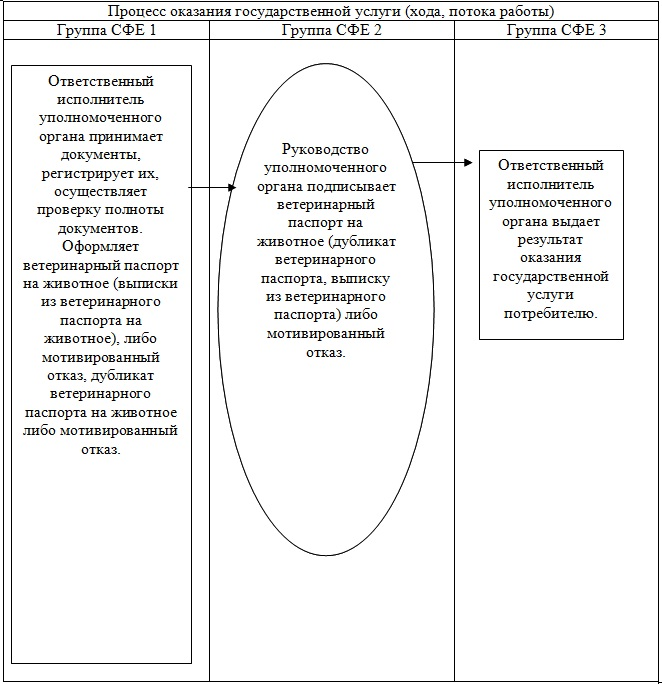 Процесс оказания государственной услуги (хода, потока работы)
Группа СФЕ 1
Группа СФЕ 2
Группа СФЕ 3
Ответственный
исполнитель
уполномоченного
органа принимает
документы,
регистрирует их,
осуществляет
проверку полноты
документов.
Оформляет
ветеринарный паспорт
на животное (выписки
из ветеринарного
паспорта на
животное), либо
мотивированный
отказ, дубликат
ветеринарного
паспорта на животное
либо мотивированный
отказ.
Руководство
уполномоченного
органа подписывает
ветеринарный
паспорт на
животное (дубликат
ветеринарного
паспорта, выписку
из ветеринарного
паспорта) либо
мотивированный
отказ.
Ответственный
исполнитель
уполномоченного
органа выдает
результат
оказания
государственной
услуги
потребителю.